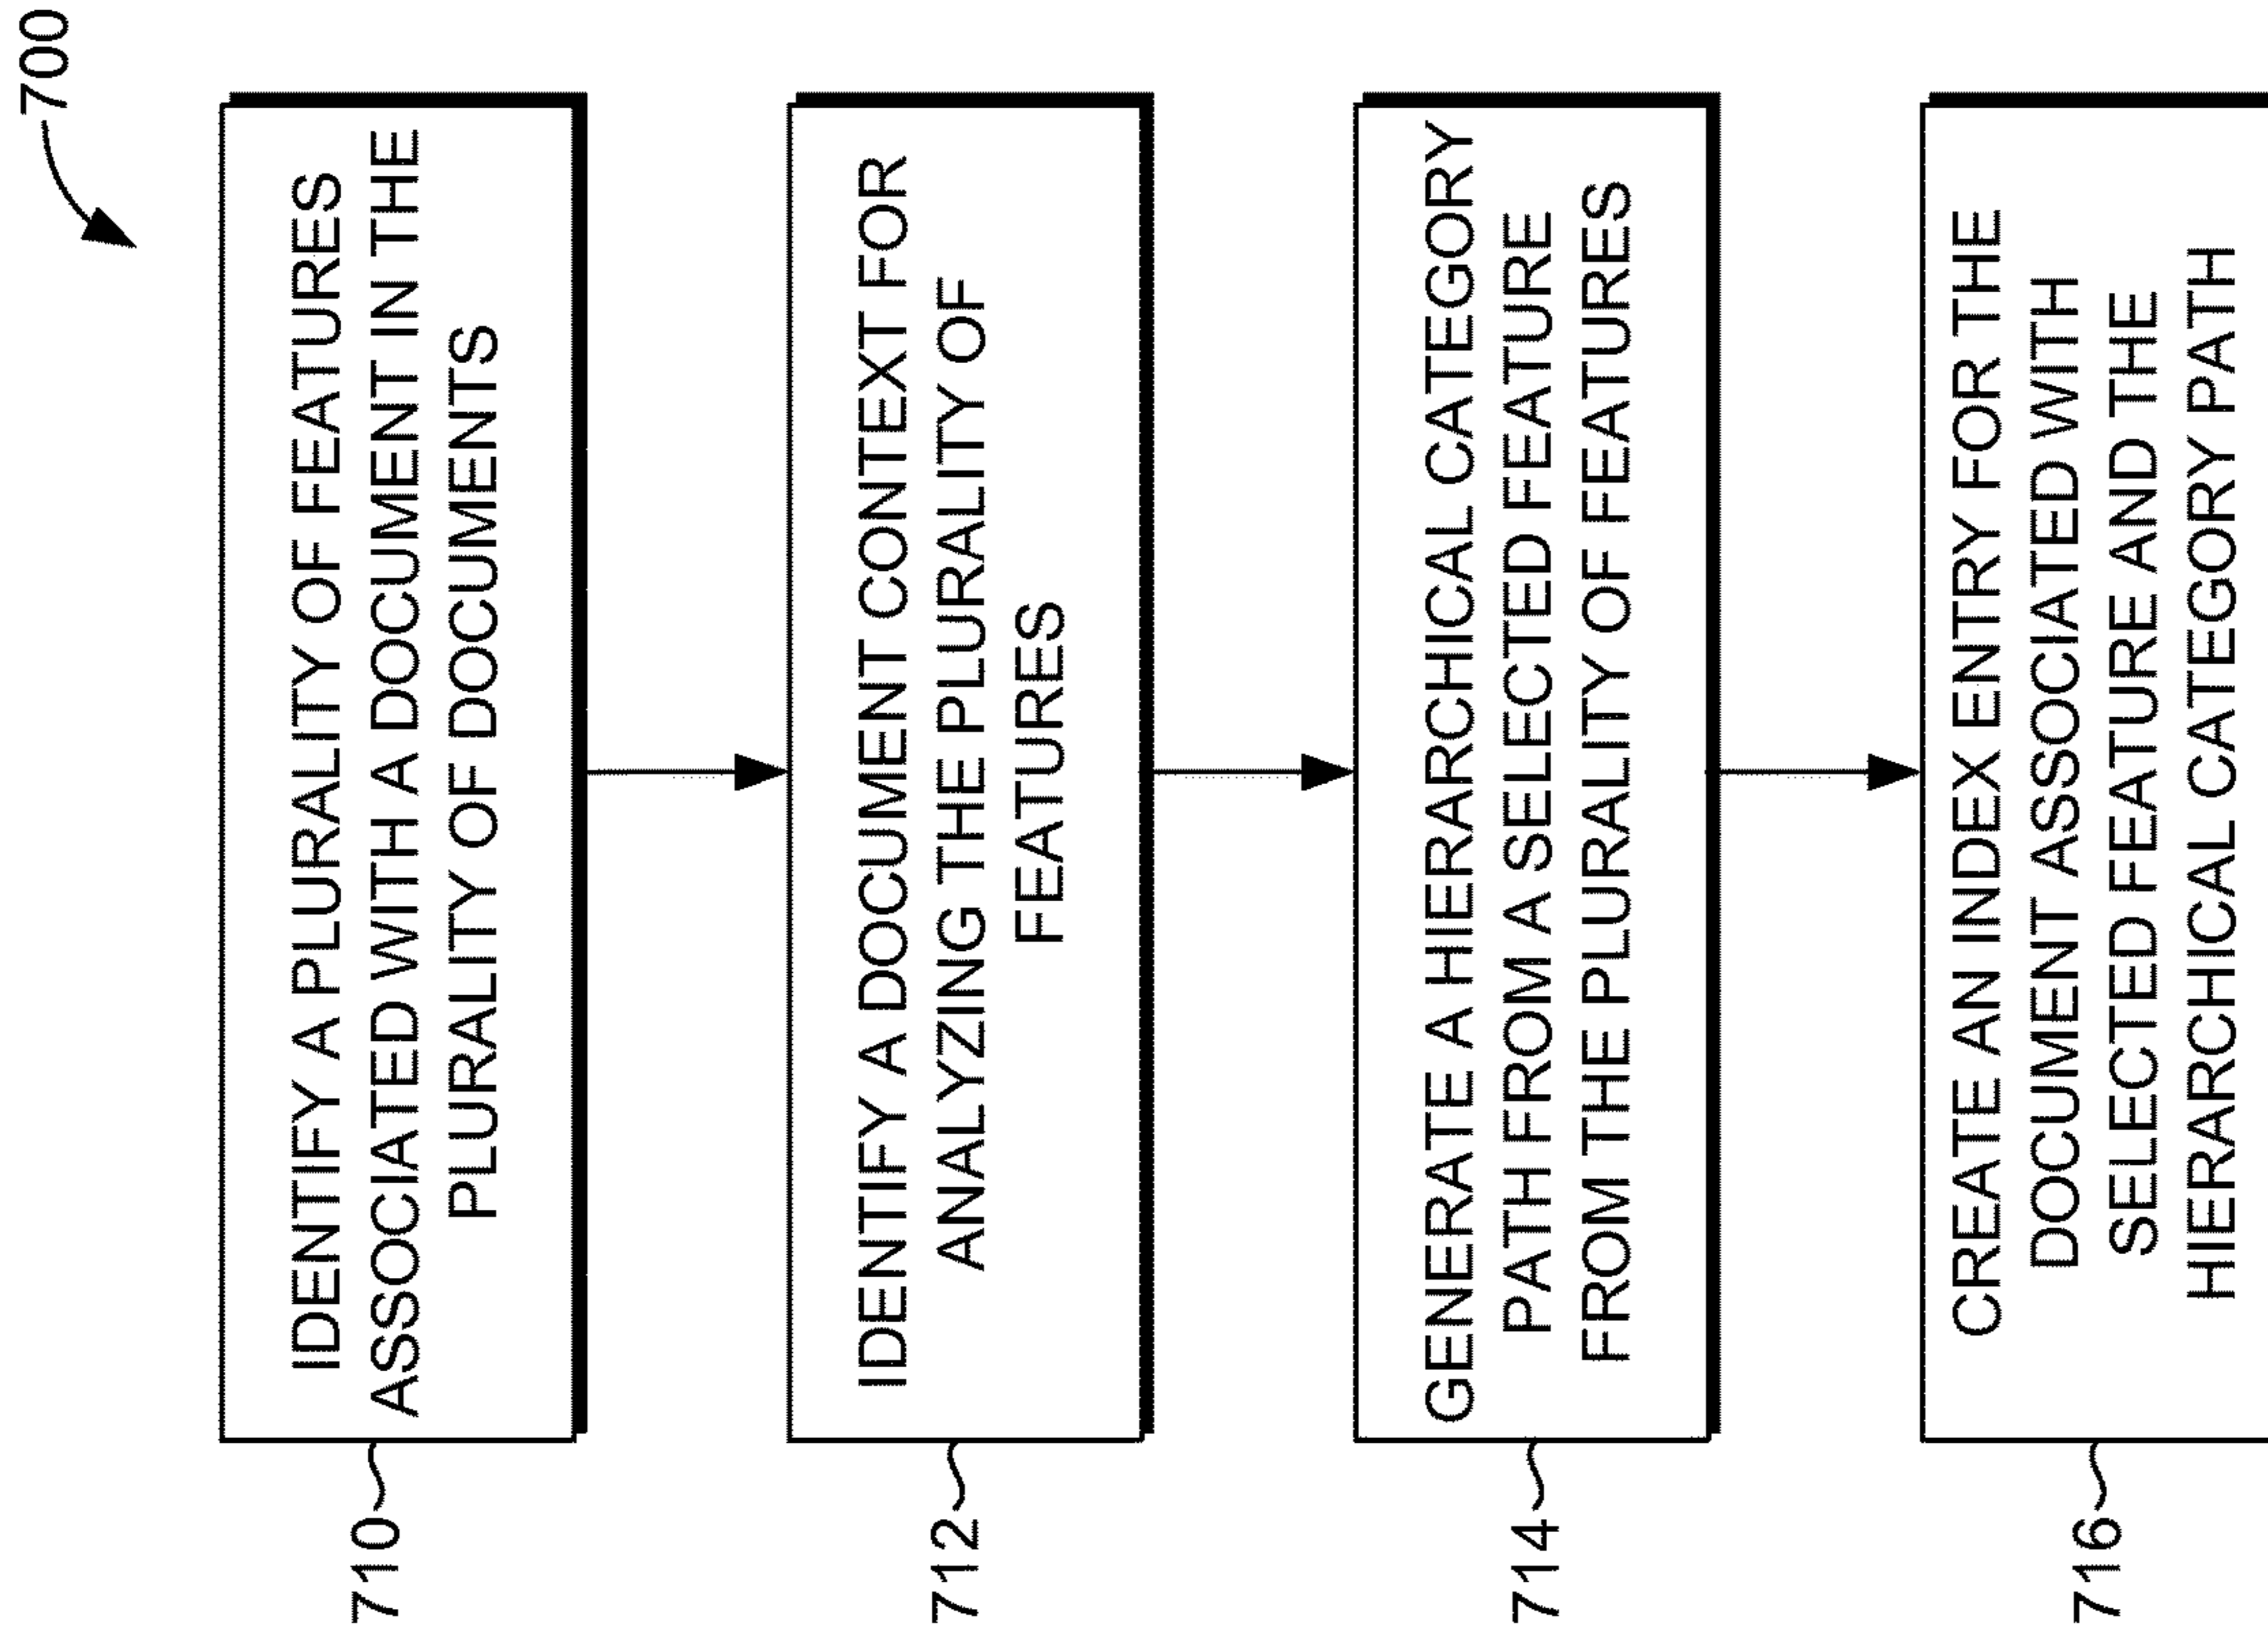 700
710
IDENTIFY A PLURALITY OF FEATURES
ASSOCIATED WITH A DOCUMENT IN THE
PLURALITY OF DOCUMENTS
712
IDENTIFY A DOCUMENT CONTEXT FOR
ANALYZING THE PLURALITY OF
FEATURES
714
GENERATE A HIERARCHICAL CATEGORY
PATH FROM A SELECTED FEATURE
FROM THE PLURALITY OF FEATURES
716
CREATE AN INDEX ENTRY FOR THE
DOCUMENT ASSOCIATED WITH
SELECTED FEATURE AND THE
HIERARCHICAL CATEGORY PATH